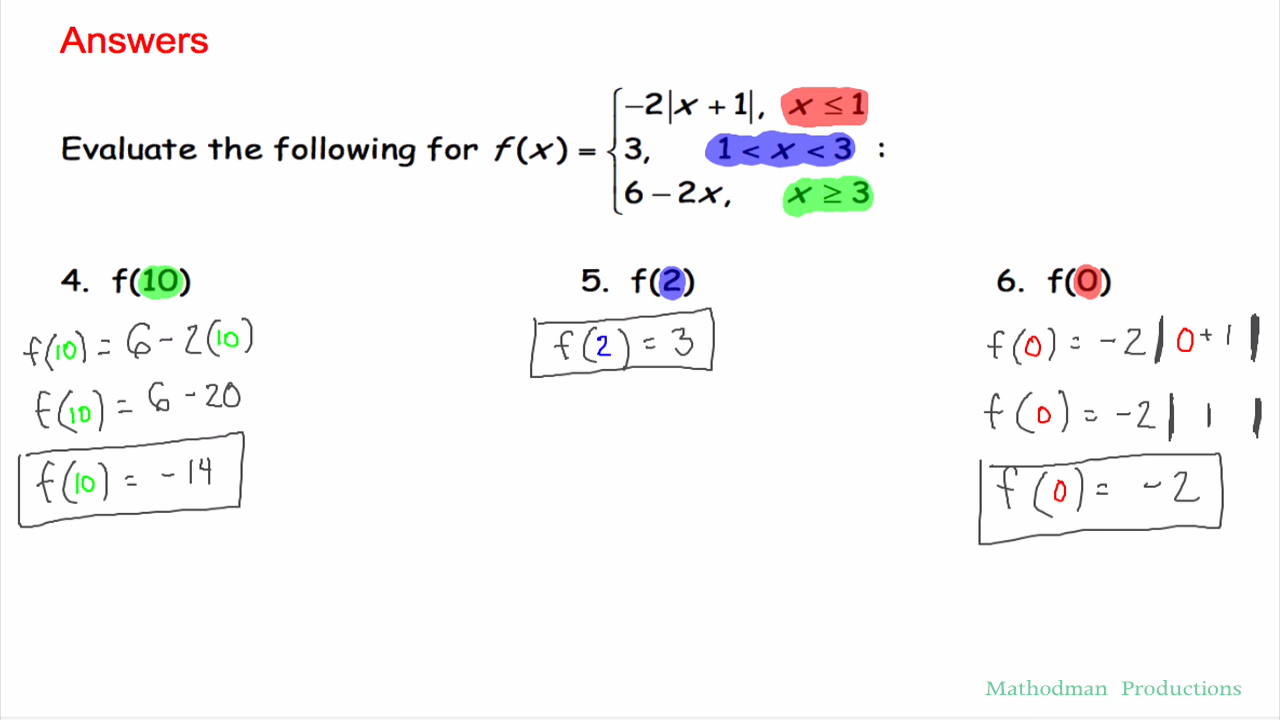 Answers
Evaluate the following for f(x) = { −2|x + 1|, x ≤ 1
3, 1 < x < 3 :
6 − 2x, x ≥ 3
4. f(10)
f(10) = 6 - 2(10)
f(10) = 6 - 20
f(10) = -14
5. f(2)
f(2) = 3
6. f(0)
f(0) = -2|0+1|
f(0) = -2|1|
f(0) = -2
Mathodman Productions